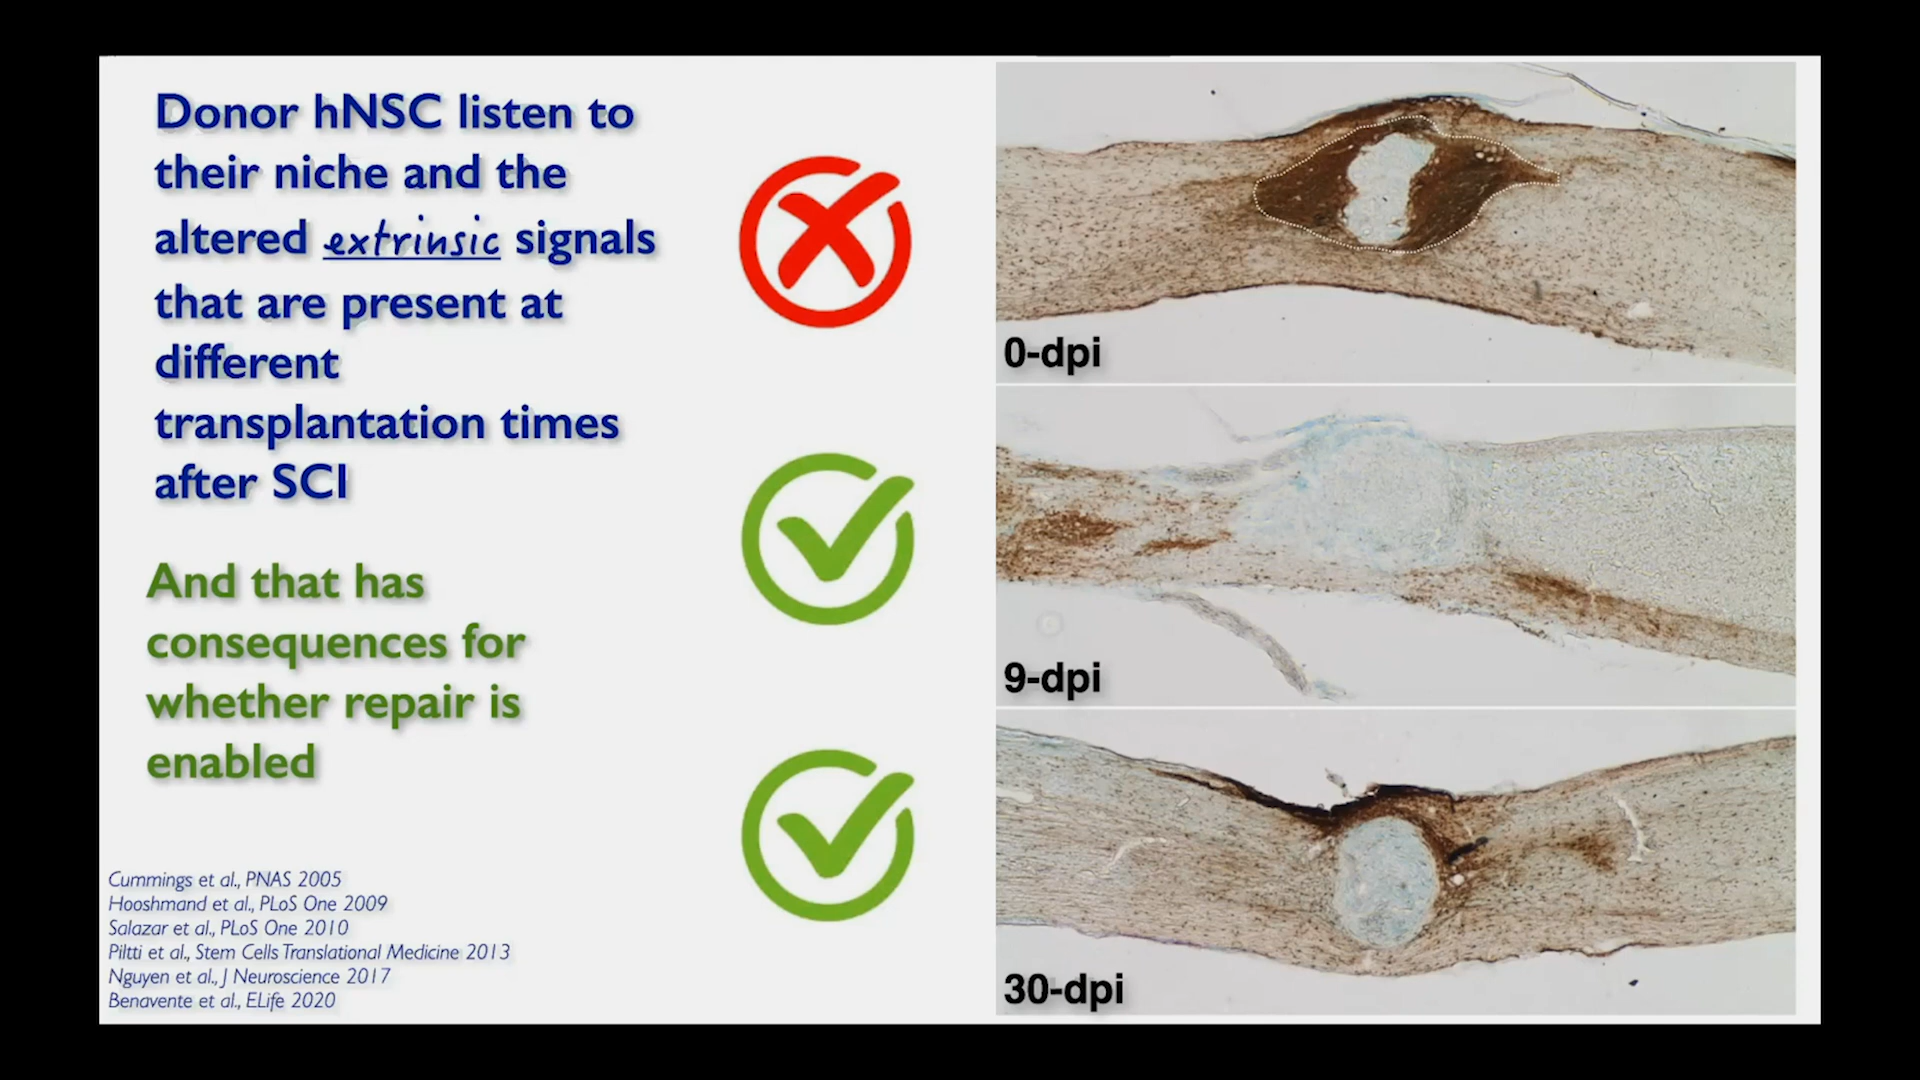 Donor hNSC listen to
their niche and the
altered extrinsic signals
that are present at
different
transplantation times
after SCI
And that has
consequences for
whether repair is
enabled
Cummings et al., PNAS 2005
Hooshmand et al., PLoS One 2009
Salazar et al., PLoS One 2010
Piltti et al., Stem Cells Translational Medicine 2013
Nguyen et al., J Neuroscience 2017
Benavente et al., ELife 2020
0-dpi
9-dpi
30-dpi